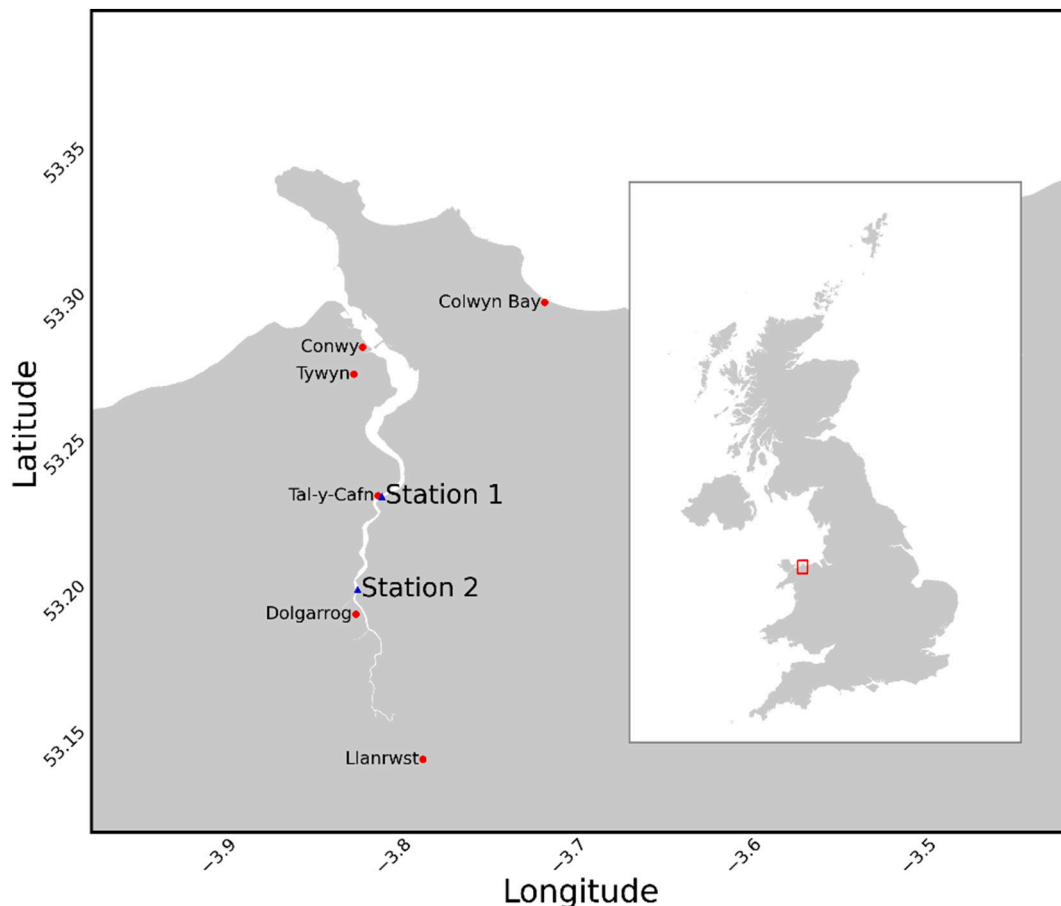 Latitude
53.35
53.30
53.25
53.20
53.15
Colwyn Bay
Conwy
Tywyn
Tal-y-Cafn
Station 1
Station 2
Dolgarrog
Llanrwst
−3.9
−3.8
−3.7
−3.6
−3.5
Longitude